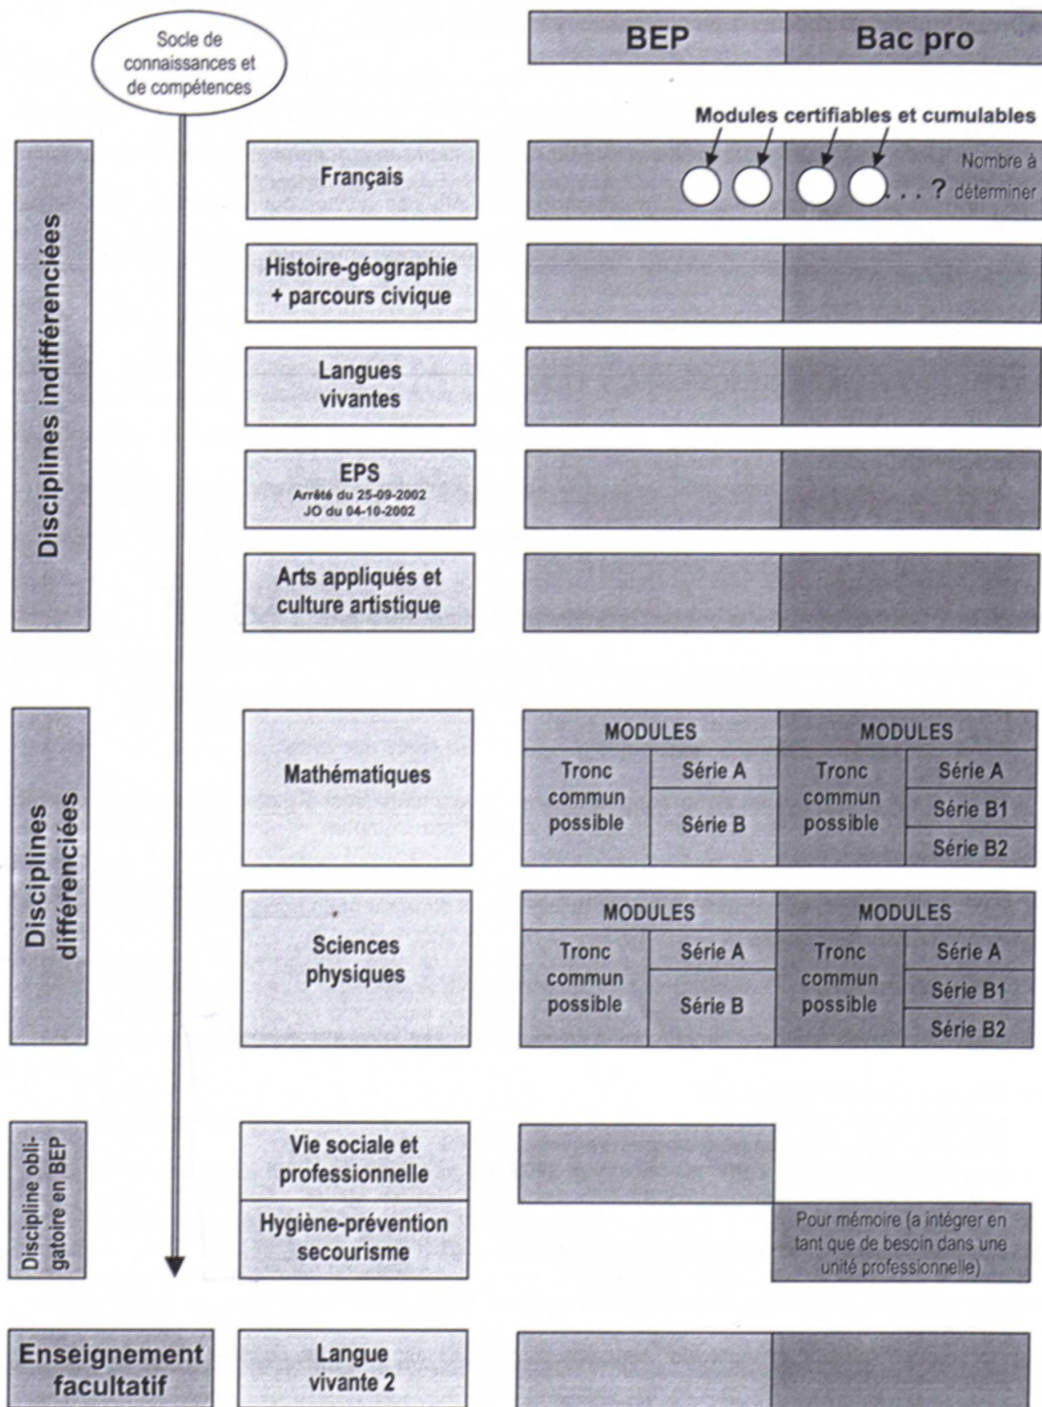 Socle de
connaissances et
de compétences
BEP
Bac pro
Modules certifiables et cumulables
Disciplines indifférenciées
Français
Nombre à
. . . ? déterminer
Histoire-géographie
+ parcours civique
Langues
vivantes
EPS
Arrêté du 25-09-2002
JO du 04-10-2002
Arts appliqués et
culture artistique
Disciplines
différenciées
Mathématiques
MODULES
Tronc
commun
possible
Série A
Série B
MODULES
Tronc
commun
possible
Série A
Série B1
Série B2
Sciences
physiques
MODULES
Tronc
commun
possible
Série A
Série B
MODULES
Tronc
commun
possible
Série A
Série B1
Série B2
Discipline obli-
gatoire en BEP
Vie sociale et
professionnelle
Hygiène-prévention
secourisme
Pour mémoire (a intégrer en
tant que de besoin dans une
unité professionnelle)
Enseignement
facultatif
Langue
vivante 2